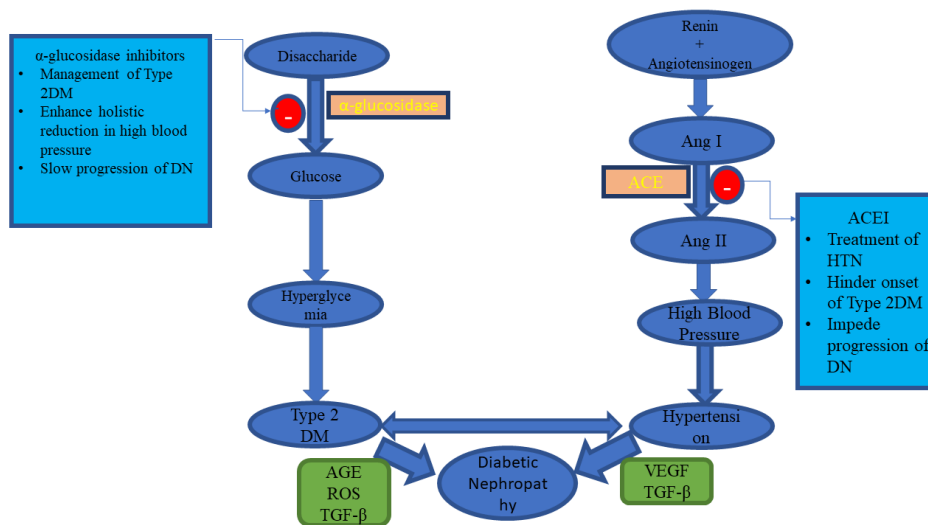 α-glucosidase inhibitors
• Management of Type
2DM
• Enhance holistic
reduction in high blood
pressure
• Slow progression of DN
Disaccharide
-
α-glucosidase
Glucose
Hyperglyce
mia
Type 2
DM
AGE
ROS
TGF-β
Renin
+
Angiotensinogen
Ang I
ACE
-
Ang II
High Blood
Pressure
Hypertensi
on
VEGF
TGF-β
Diabetic
Nephropat
hy
ACEI
• Treatment of
HTN
• Hinder onset
of Type 2DM
• Impede
progression of
DN